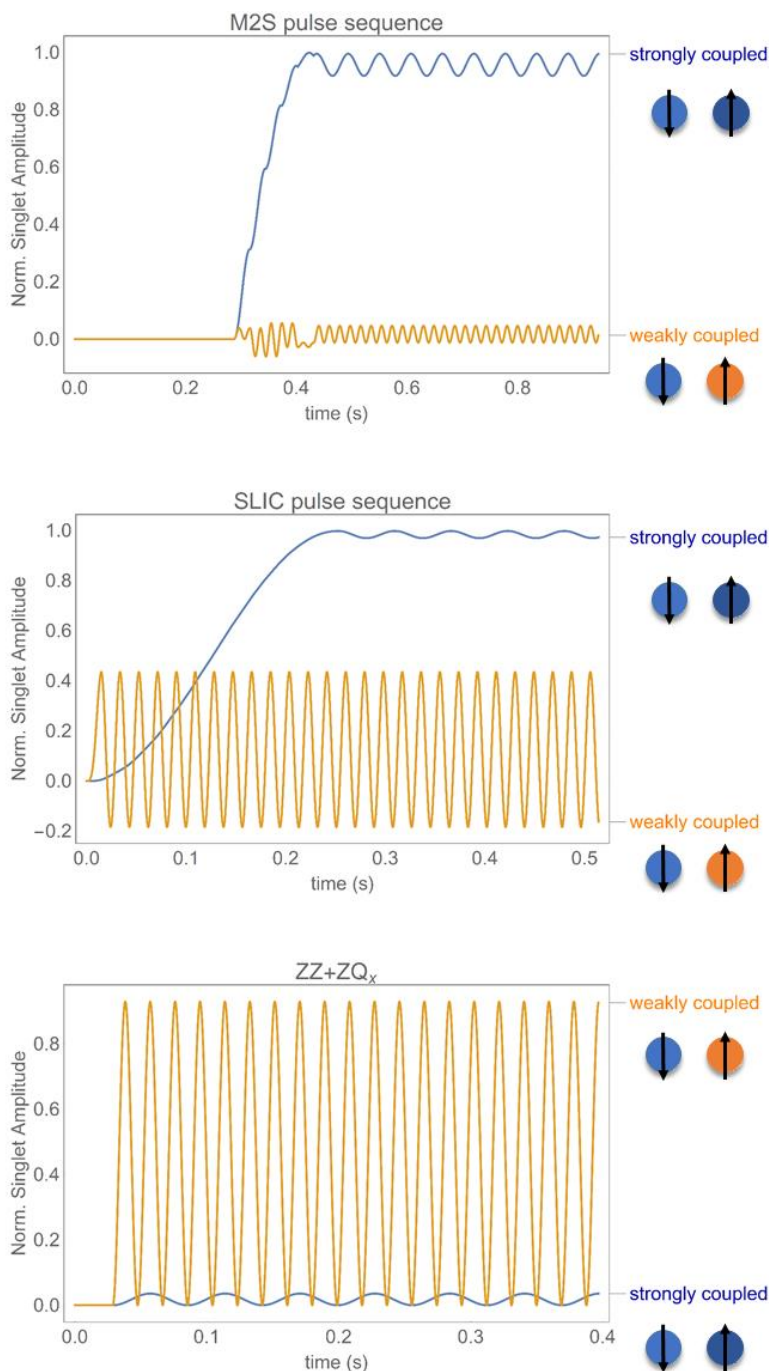 M2S pulse sequence
Norm. Singlet Amplitude
1.0
0.8
0.6
0.4
0.2
0.0
0.0 0.2 0.4 0.6 0.8
time (s)
strongly coupled
weakly coupled
SLIC pulse sequence
Norm. Singlet Amplitude
1.0
0.8
0.6
0.4
0.2
0.0
−0.2
0.0 0.1 0.2 0.3 0.4 0.5
time (s)
strongly coupled
weakly coupled
ZZ+ZQₓ
Norm. Singlet Amplitude
0.8
0.6
0.4
0.2
0.0
0.0 0.1 0.2 0.3 0.4
time (s)
weakly coupled
strongly coupled